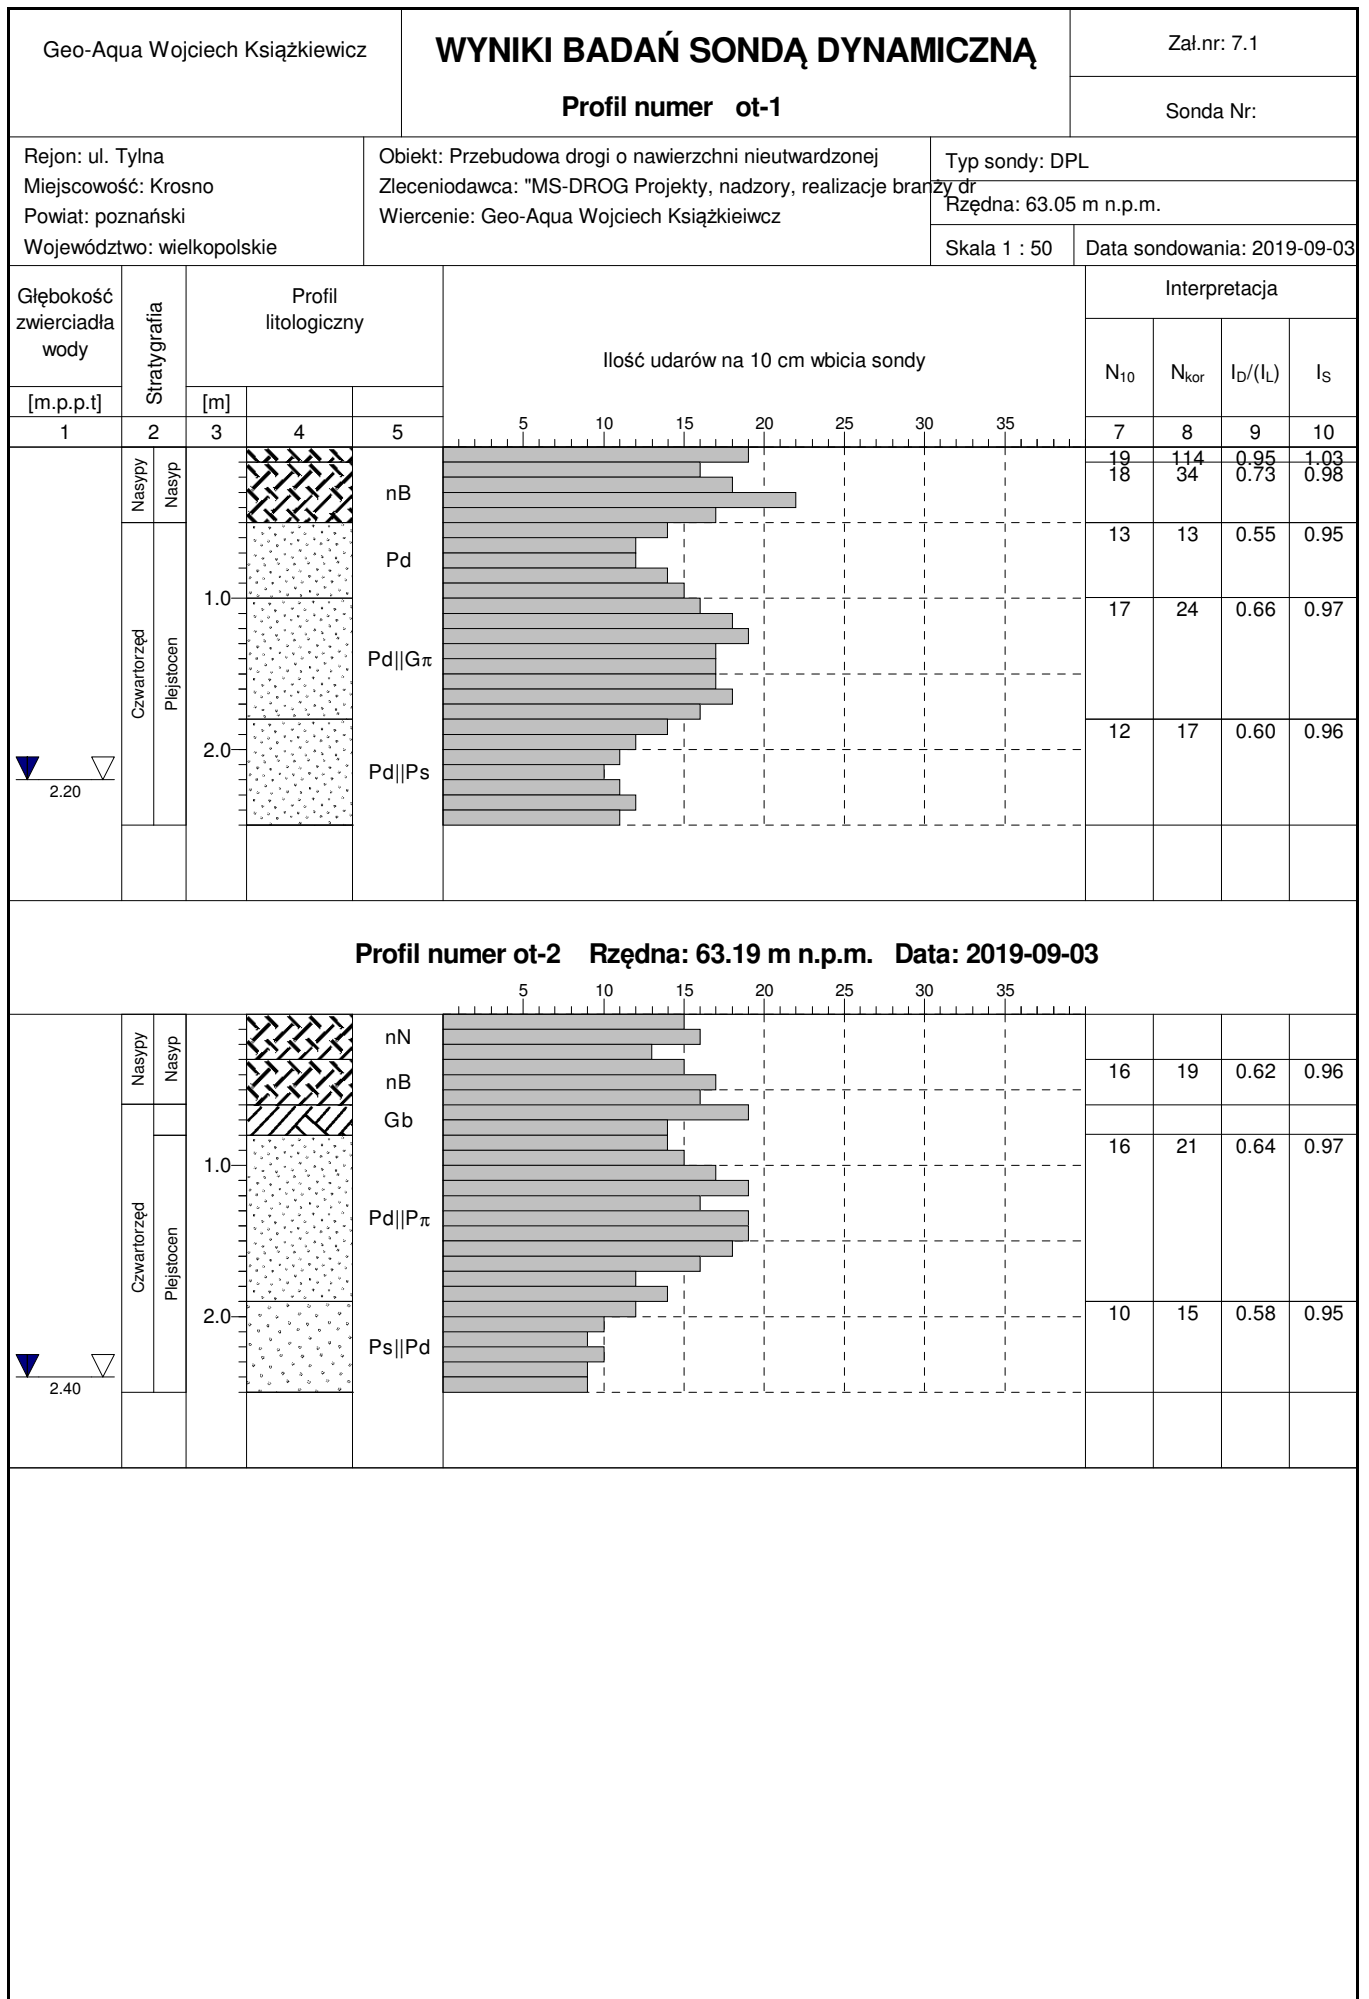 Geo-Aqua Wojciech Książkiewicz
WYNIKI BADAŃ SONDĄ DYNAMICZNĄ
Profil numer ot-1
Zał.nr: 7.1
Sonda Nr:
Rejon: ul. Tylna
Miejscowość: Krosno
Powiat: poznański
Województwo: wielkopolskie
Obiekt: Przebudowa drogi o nawierzchni nieutwardzonej
Zleceniodawca: "MS-DROG Projekty, nadzory, realizacje branży dr
Wiercenie: Geo-Aqua Wojciech Książkieiwcz
Typ sondy: DPL
Rzędna: 63.05 m n.p.m.
Skala 1 : 50
Data sondowania: 2019-09-03
Głębokość
zwierciadła
wody
[m.p.p.t]
Stratygrafia
Profil
litologiczny
[m]
Ilość udarów na 10 cm wbicia sondy
Interpretacja
N10 Nkor ID/(IL) IS
5 10 15 20 25 30 35
1 2 3 4 5 7 8 9 10
Nasypy
Nasyp
nB
19 114 0.95 1.03
18 34 0.73 0.98
Czwartorzęd
Plejstocen
Pd
13 13 0.55 0.95
1.0
Pd||Gπ
17 24 0.66 0.97
2.0
Pd||Ps
12 17 0.60 0.96
2.20
Profil numer ot-2 Rzędna: 63.19 m n.p.m. Data: 2019-09-03
5 10 15 20 25 30 35
Nasypy
Nasyp
nN
nB
16 19 0.62 0.96
Gb
Czwartorzęd
Plejstocen
1.0
Pd||Pπ
16 21 0.64 0.97
2.0
Ps||Pd
10 15 0.58 0.95
2.40